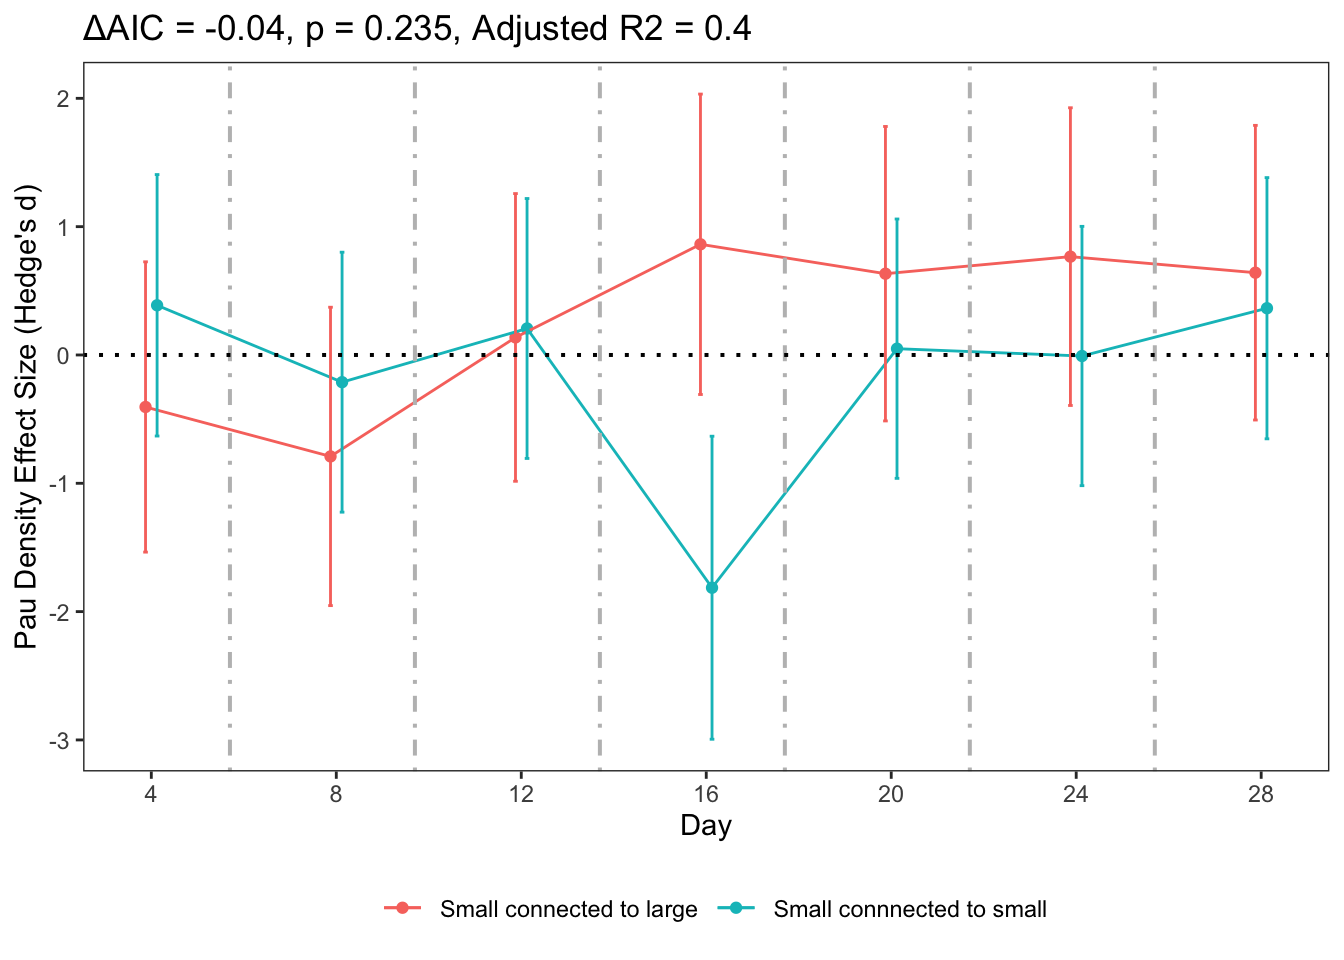 ΔAIC = -0.04, p = 0.235, Adjusted R2 = 0.4
Pau Density Effect Size (Hedge's d)
2
1
0
-1
-2
-3
4 8 12 16 20 24 28
Day
Small connected to large Small connnected to small